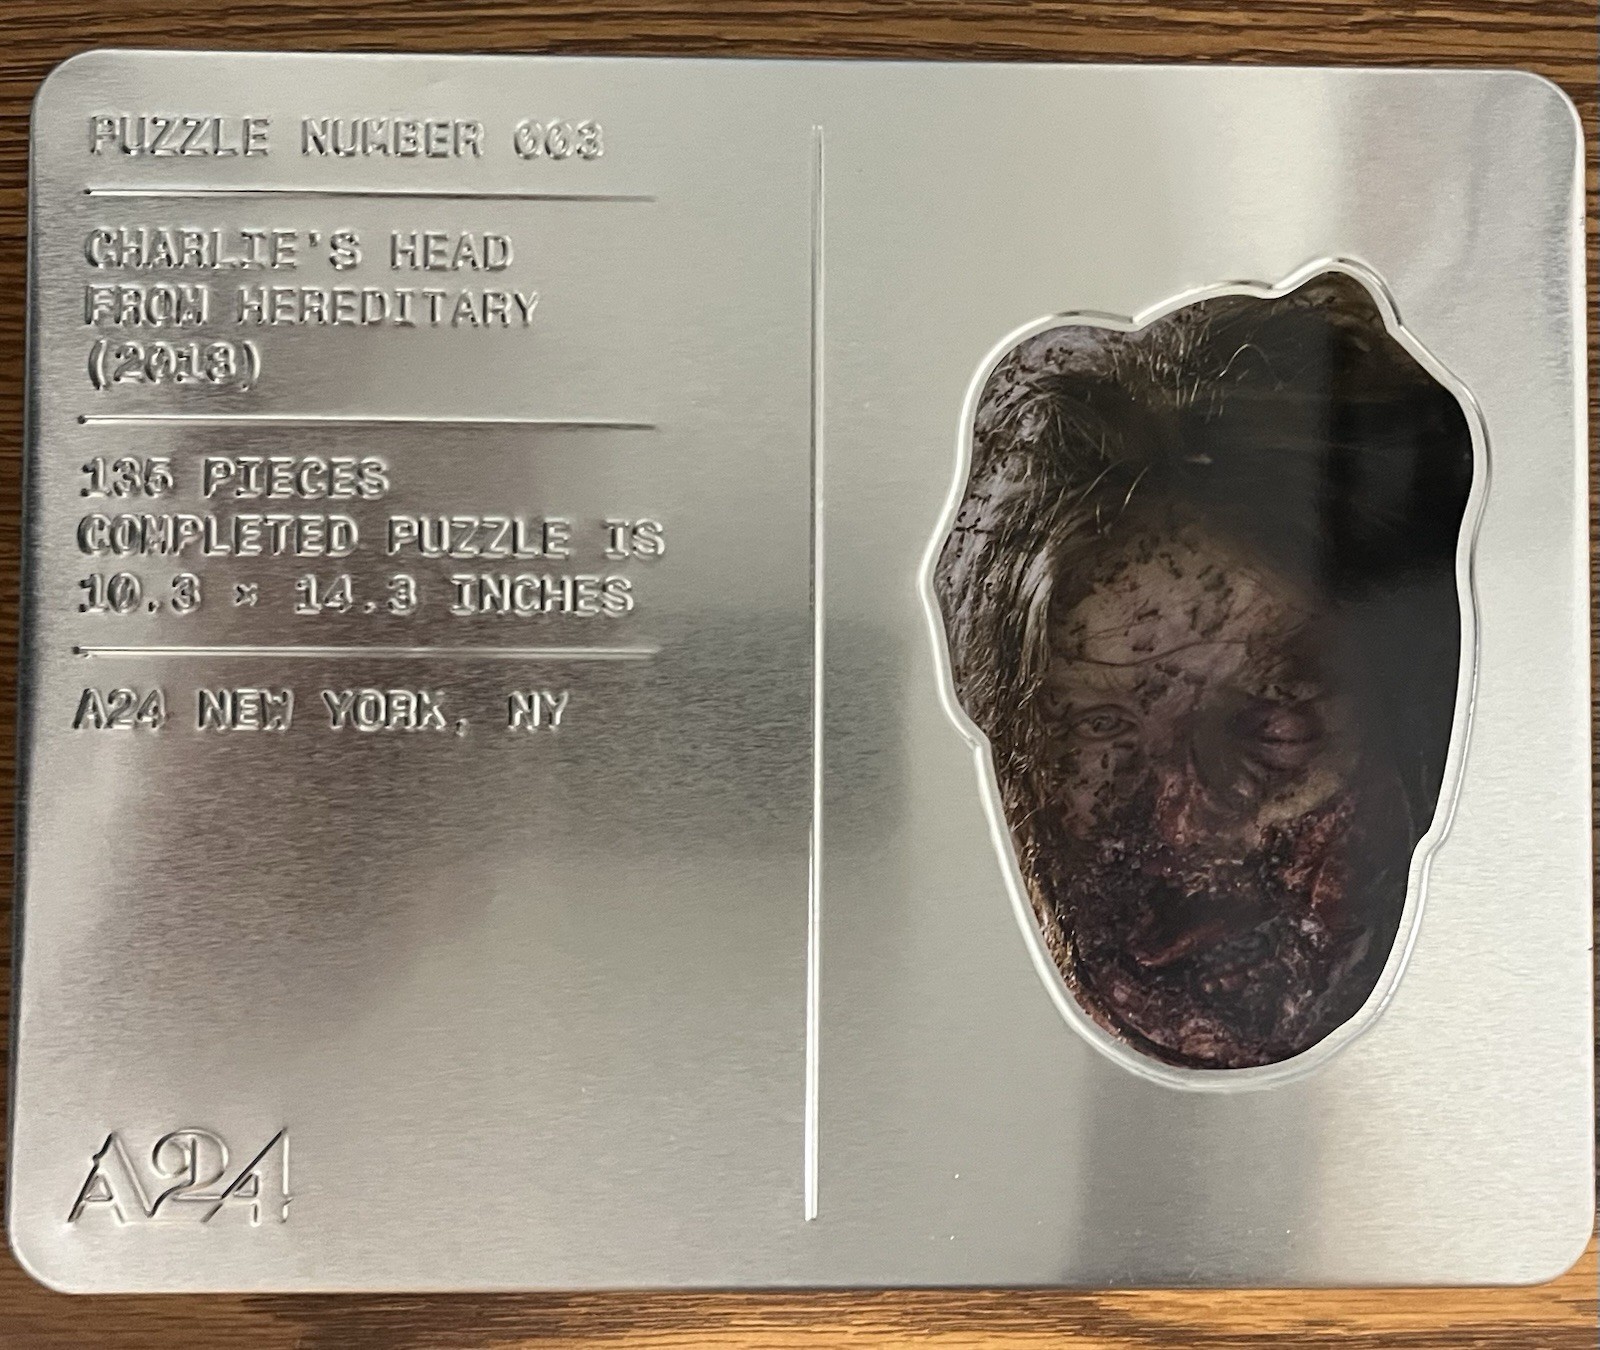 PUZZLE NUMBER 003
CHARLIE'S HEAD
FROM HEREDITARY
(2018)
135 PIECES
COMPLETED PUZZLE IS
10.3 × 14.3 INCHES
A24 NEW YORK, NY
A24